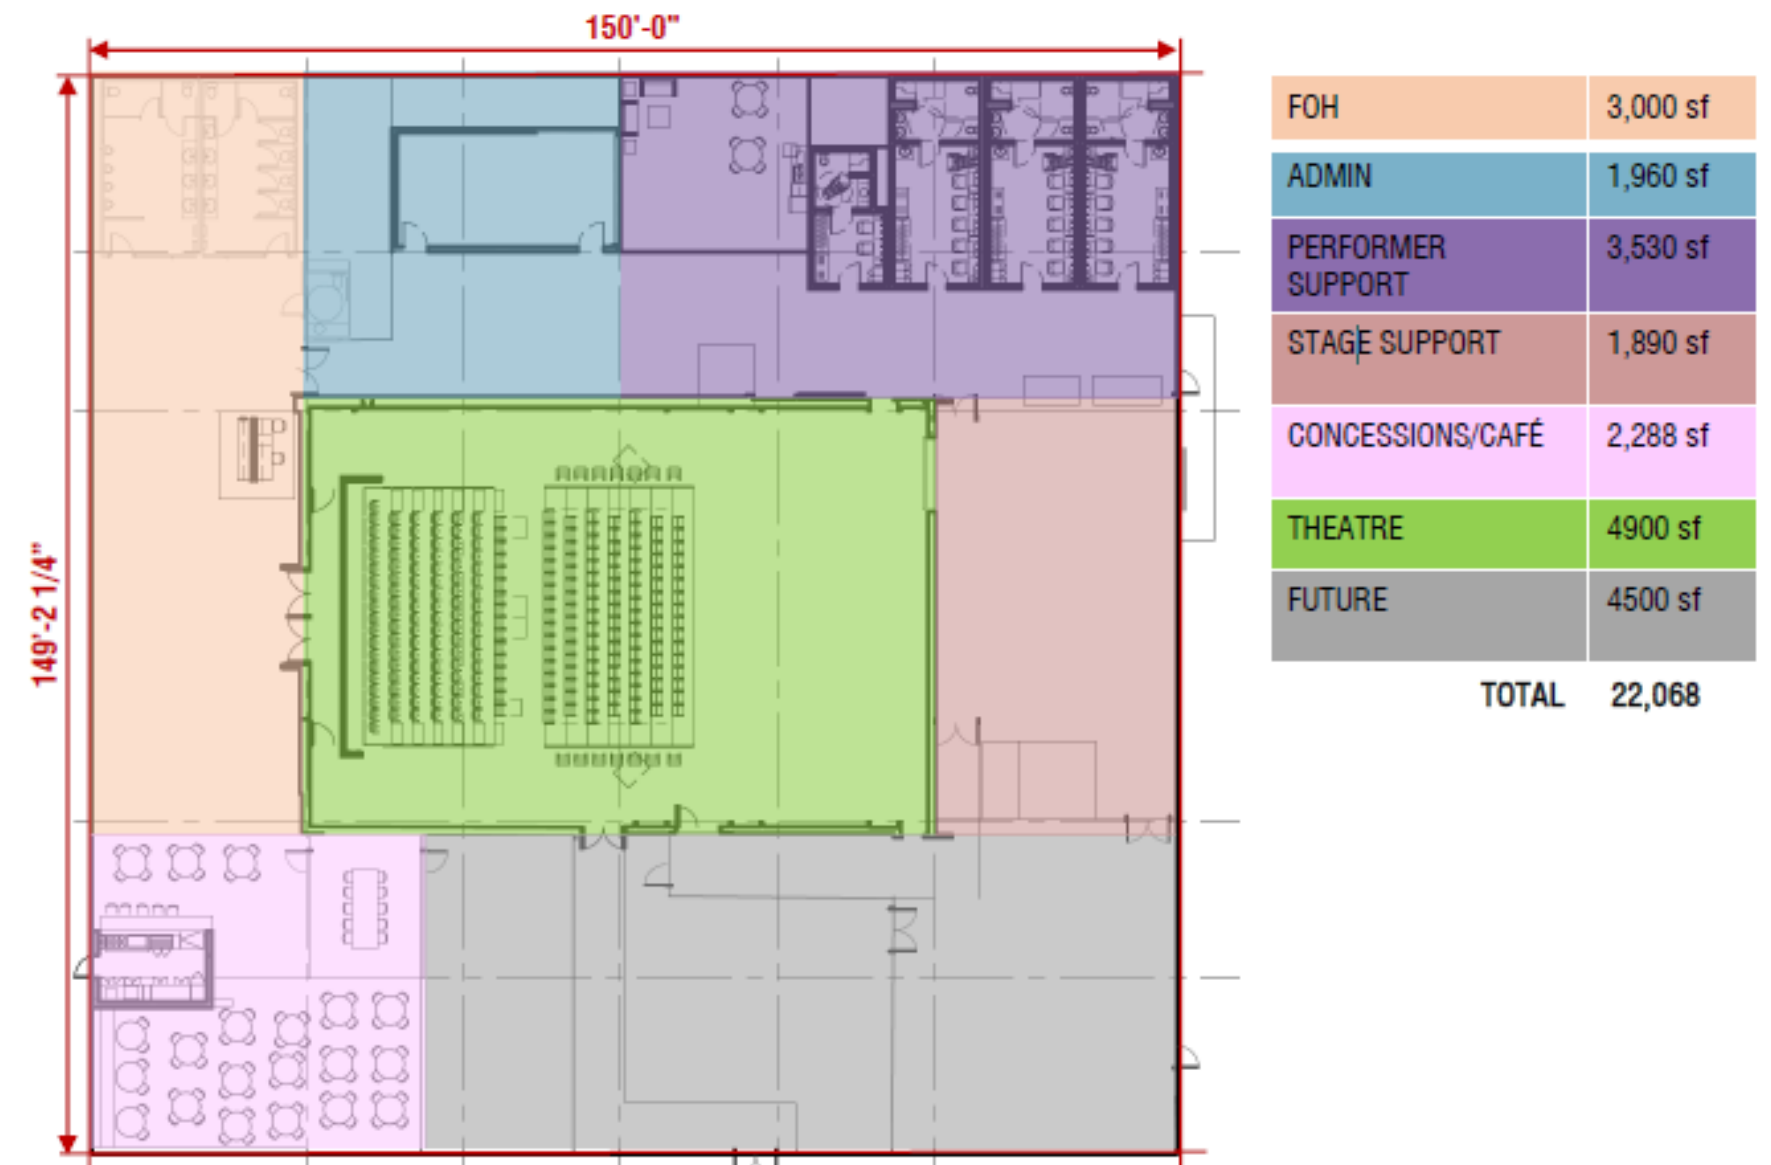 150'-0"
149'-2 1/4"
FOH 3,000 sf
ADMIN 1,960 sf
PERFORMER 3,530 sf
SUPPORT
STAGE SUPPORT 1,890 sf
CONCESSIONS/CAFÉ 2,288 sf
THEATRE 4900 sf
FUTURE 4500 sf
TOTAL 22,068